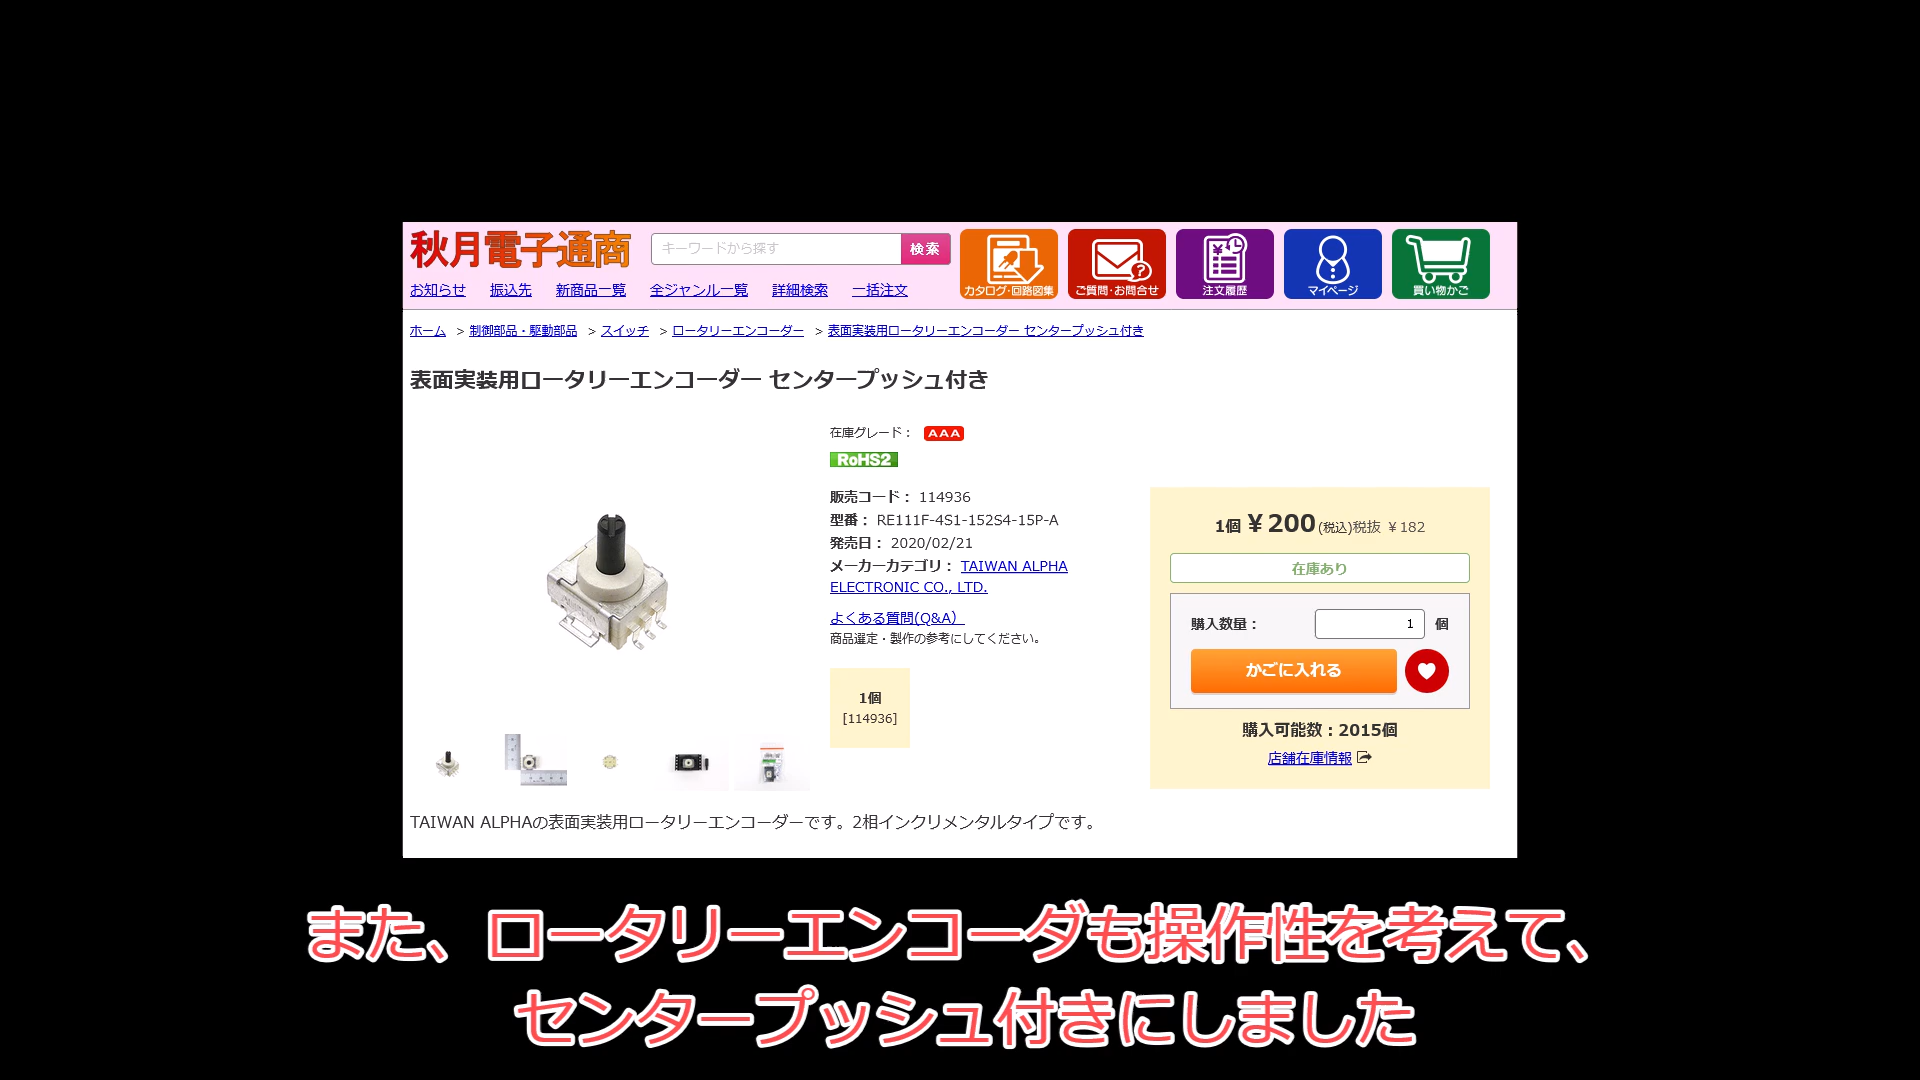 秋月電子通商
キーワードから探す
検索
カタログ・回路図集
ご質問・お問合せ
注文履歴
マイページ
買い物かご
お知らせ 振込先 新商品一覧 全ジャンル一覧 詳細検索 一括注文
ホーム > 制御部品・駆動部品 > スイッチ > ロータリーエンコーダー > 表面実装用ロータリーエンコーダー センタープッシュ付き
表面実装用ロータリーエンコーダー センタープッシュ付き
在庫グレード： AAA
RoHS2
販売コード： 114936
型番： RE111F-4S1-152S4-15P-A
発売日： 2020/02/21
メーカーカテゴリ： TAIWAN ALPHA
ELECTRONIC CO., LTD.
よくある質問(Q&A）
商品選定・製作の参考にしてください。
1個
[114936]
1個 ￥200(税込)税抜 ￥182
在庫あり
購入数量： 1 個
かごに入れる
購入可能数：2015個
店舗在庫情報
TAIWAN ALPHAの表面実装用ロータリーエンコーダーです。2相インクリメンタルタイプです。
また、ロータリーエンコーダも操作性を考えて、
センタープッシュ付きにしました